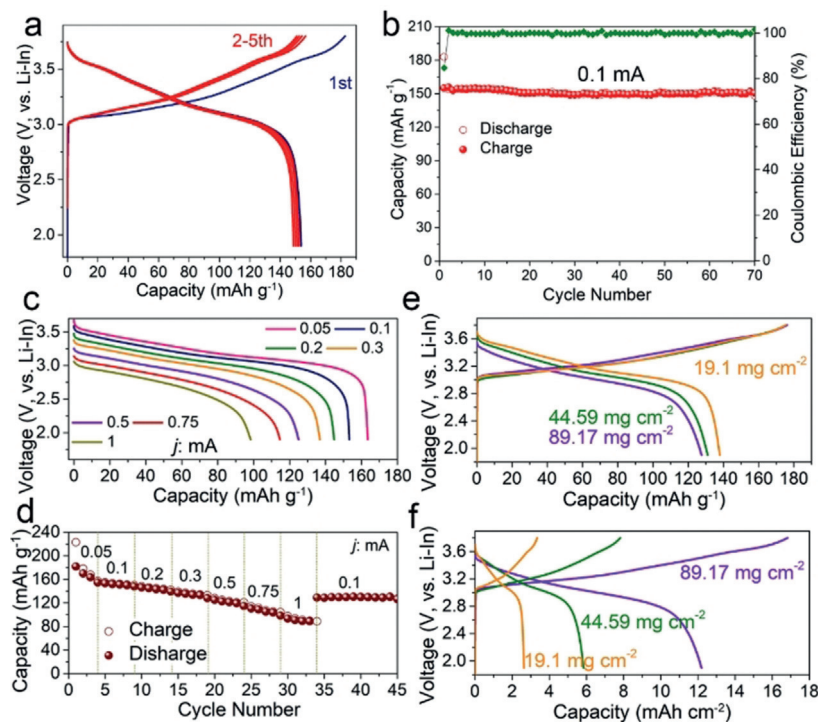 a
Voltage (V, vs. Li-In)
3.5
3.0
2.5
2.0
2-5th
1st
0 20 40 60 80 100 120 140 160 180
Capacity (mAh g-1)
b
Capacity (mAh g-1)
210
180
150
120
90
60
30
0
0.1 mA
Discharge
Charge
100
80
60
40
20
0
Coulombic Efficiency (%)
0 10 20 30 40 50 60 70
Cycle Number
c
Voltage (V, vs. Li-In)
3.5
3.0
2.5
2.0
0.05 0.1
0.2 0.3
0.5 0.75
1
j: mA
0 20 40 60 80 100 120 140 160 180
Capacity (mAh g-1)
e
Voltage (V, vs. Li-In)
3.6
3.2
2.8
2.4
2.0
19.1 mg cm-2
44.59 mg cm-2
89.17 mg cm-2
0 40 80 120 160 200
Capacity (mAh g-1)
d
Capacity (mAh g-1)
240
200
160
120
80
40
0
j: mA
0.05 0.1 0.2 0.3 0.5 0.75 1 0.1
Charge
Disharge
0 5 10 15 20 25 30 35 40 45
Cycle Number
f
Voltage (V, vs. Li-In)
3.6
3.2
2.8
2.4
2.0
89.17 mg cm-2
44.59 mg cm-2
19.1 mg cm-2
0 2 4 6 8 10 12 14 16 18
Capacity (mAh cm-2)